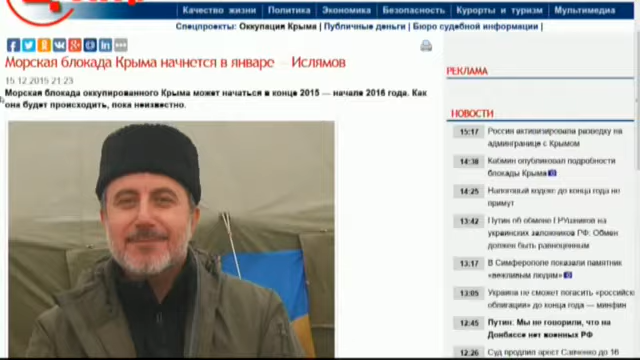 Качество жизни | Политика | Экономика | Безопасность | Курорты и туризм | Мультимедиа
Спецпроекты: Оккупация Крыма | Публичные деньги | Бюро судебной информации |
Морская блокада Крыма начнется в январе – Ислямов
15.12.2015 21:23
Морская блокада оккупированного Крыма может начаться в конце 2015 — начале 2016 года. Как
она будет происходить, пока неизвестно.
РЕКЛАМА
НОВОСТИ
15:17 Россия активизировала разведку на
админгранице с Крымом
14:38 Кабмин опубликовал подробности
блокады Крыма
14:25 Налоговый кодекс до конца года не
примут
13:42 Путин об обмене ГРУшников на
украинских заложников РФ: Обмен
должен быть равноценным
13:17 В Симферополе показали памятник
«вежливым людям»
13:05 Украина не сможет погасить «российски
облигации» до конца года — минфин
12:45 Путин: Мы не говорили, что на
Донбассе нет военных РФ
12:26 Суд продлил арест Савченко до 16